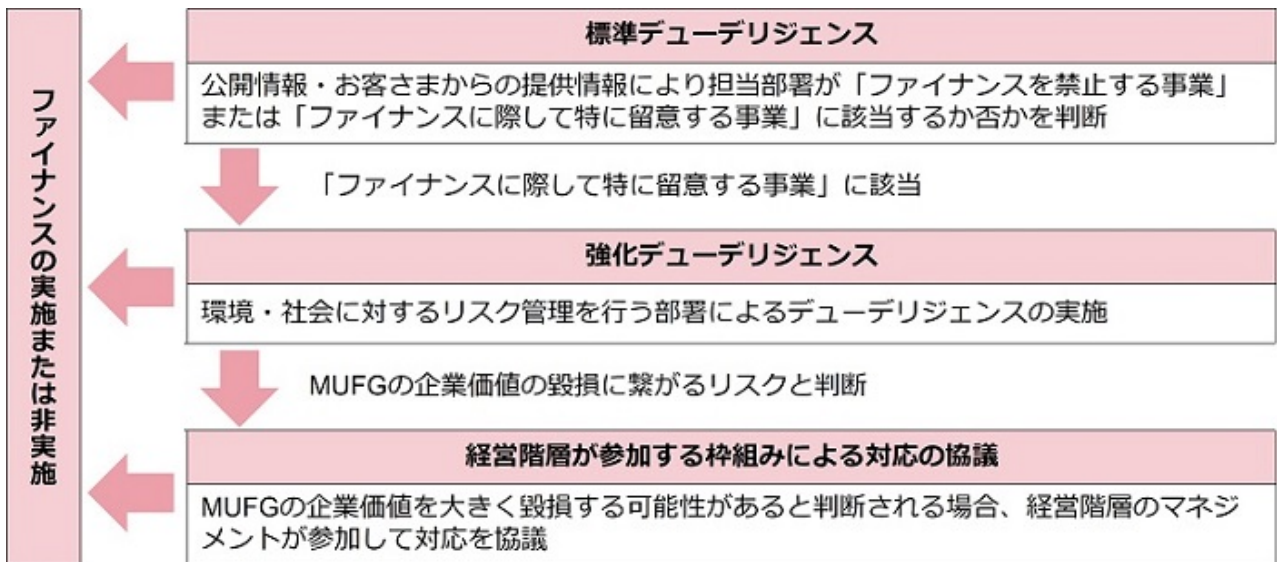 ファイナンスの実施または非実施
標準デューデリジェンス
公開情報・お客さまからの提供情報により担当部署が「ファイナンスを禁止する事業」
または「ファイナンスに際して特に留意する事業」に該当するか否かを判断
「ファイナンスに際して特に留意する事業」に該当
強化デューデリジェンス
環境・社会に対するリスク管理を行う部署によるデューデリジェンスの実施
MUFGの企業価値の毀損に繋がるリスクと判断
経営階層が参加する枠組みによる対応の協議
MUFGの企業価値を大きく毀損する可能性があると判断される場合、経営階層のマネジ
メントが参加して対応を協議